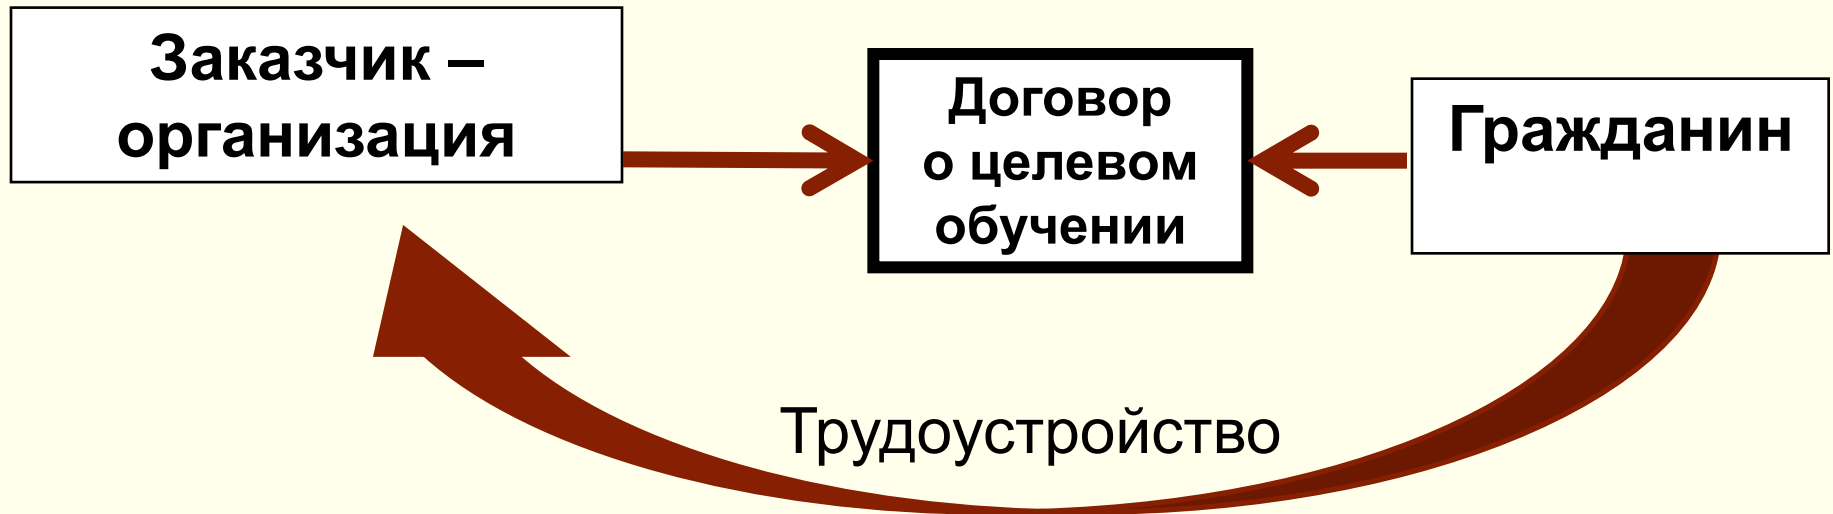 Заказчик –
организация
Договор
о целевом
обучении
Гражданин
Трудоустройство